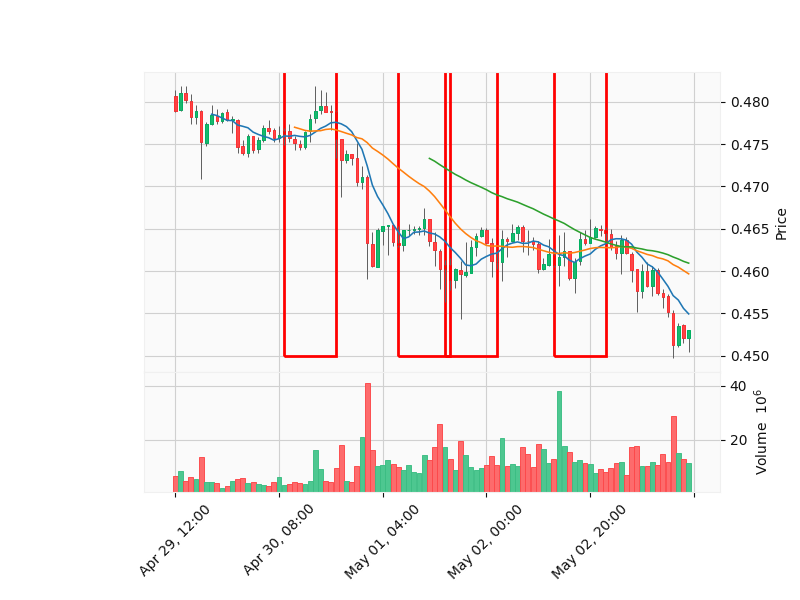 0.480
0.475
0.470
0.465
0.460
0.455
0.450
Price
40
20
Volume 10^6
Apr 29, 12:00
Apr 30, 08:00
May 01, 04:00
May 02, 00:00
May 02, 20:00